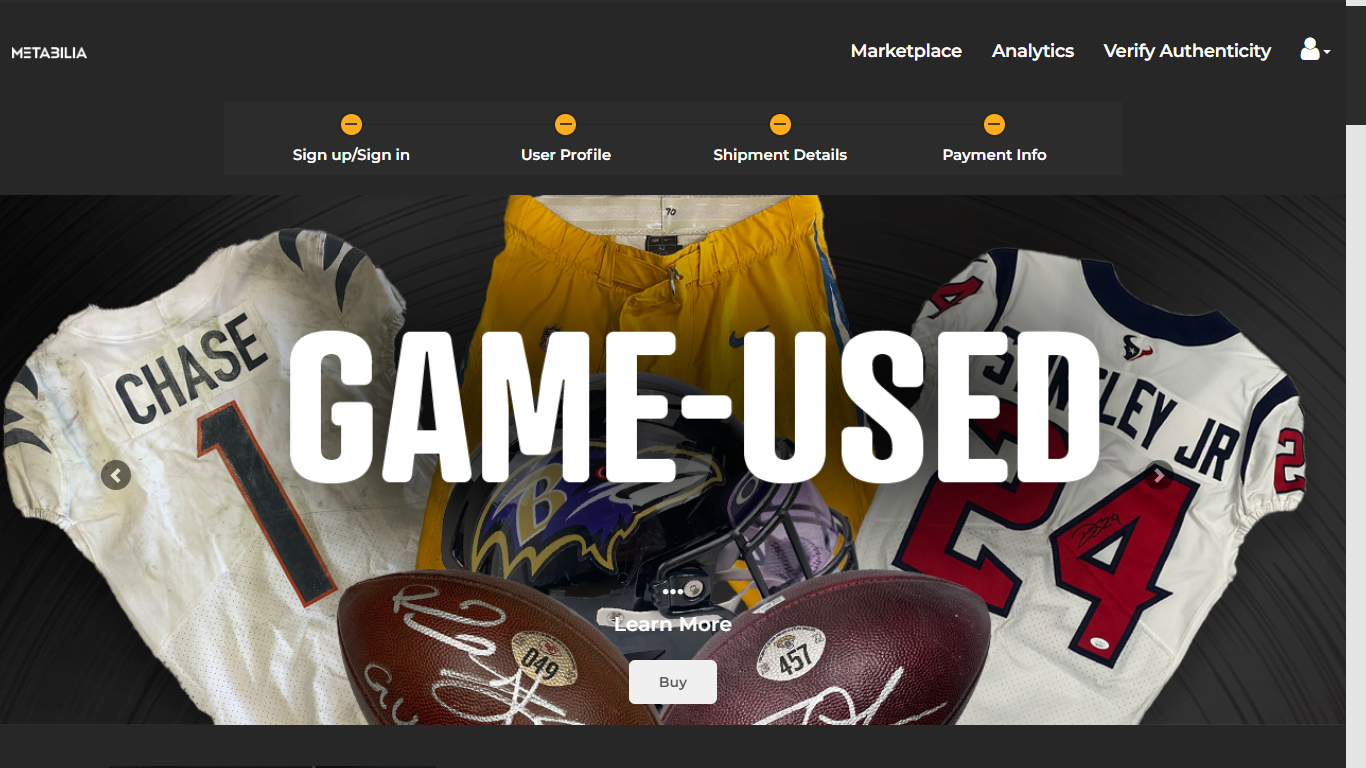 METABILIA
Marketplace
Analytics
Verify Authenticity
Sign up/Sign in
User Profile
Shipment Details
Payment Info
70
CHASE
1
GAME-USED
JR
24
2
B
...
Learn More
049
457
Buy